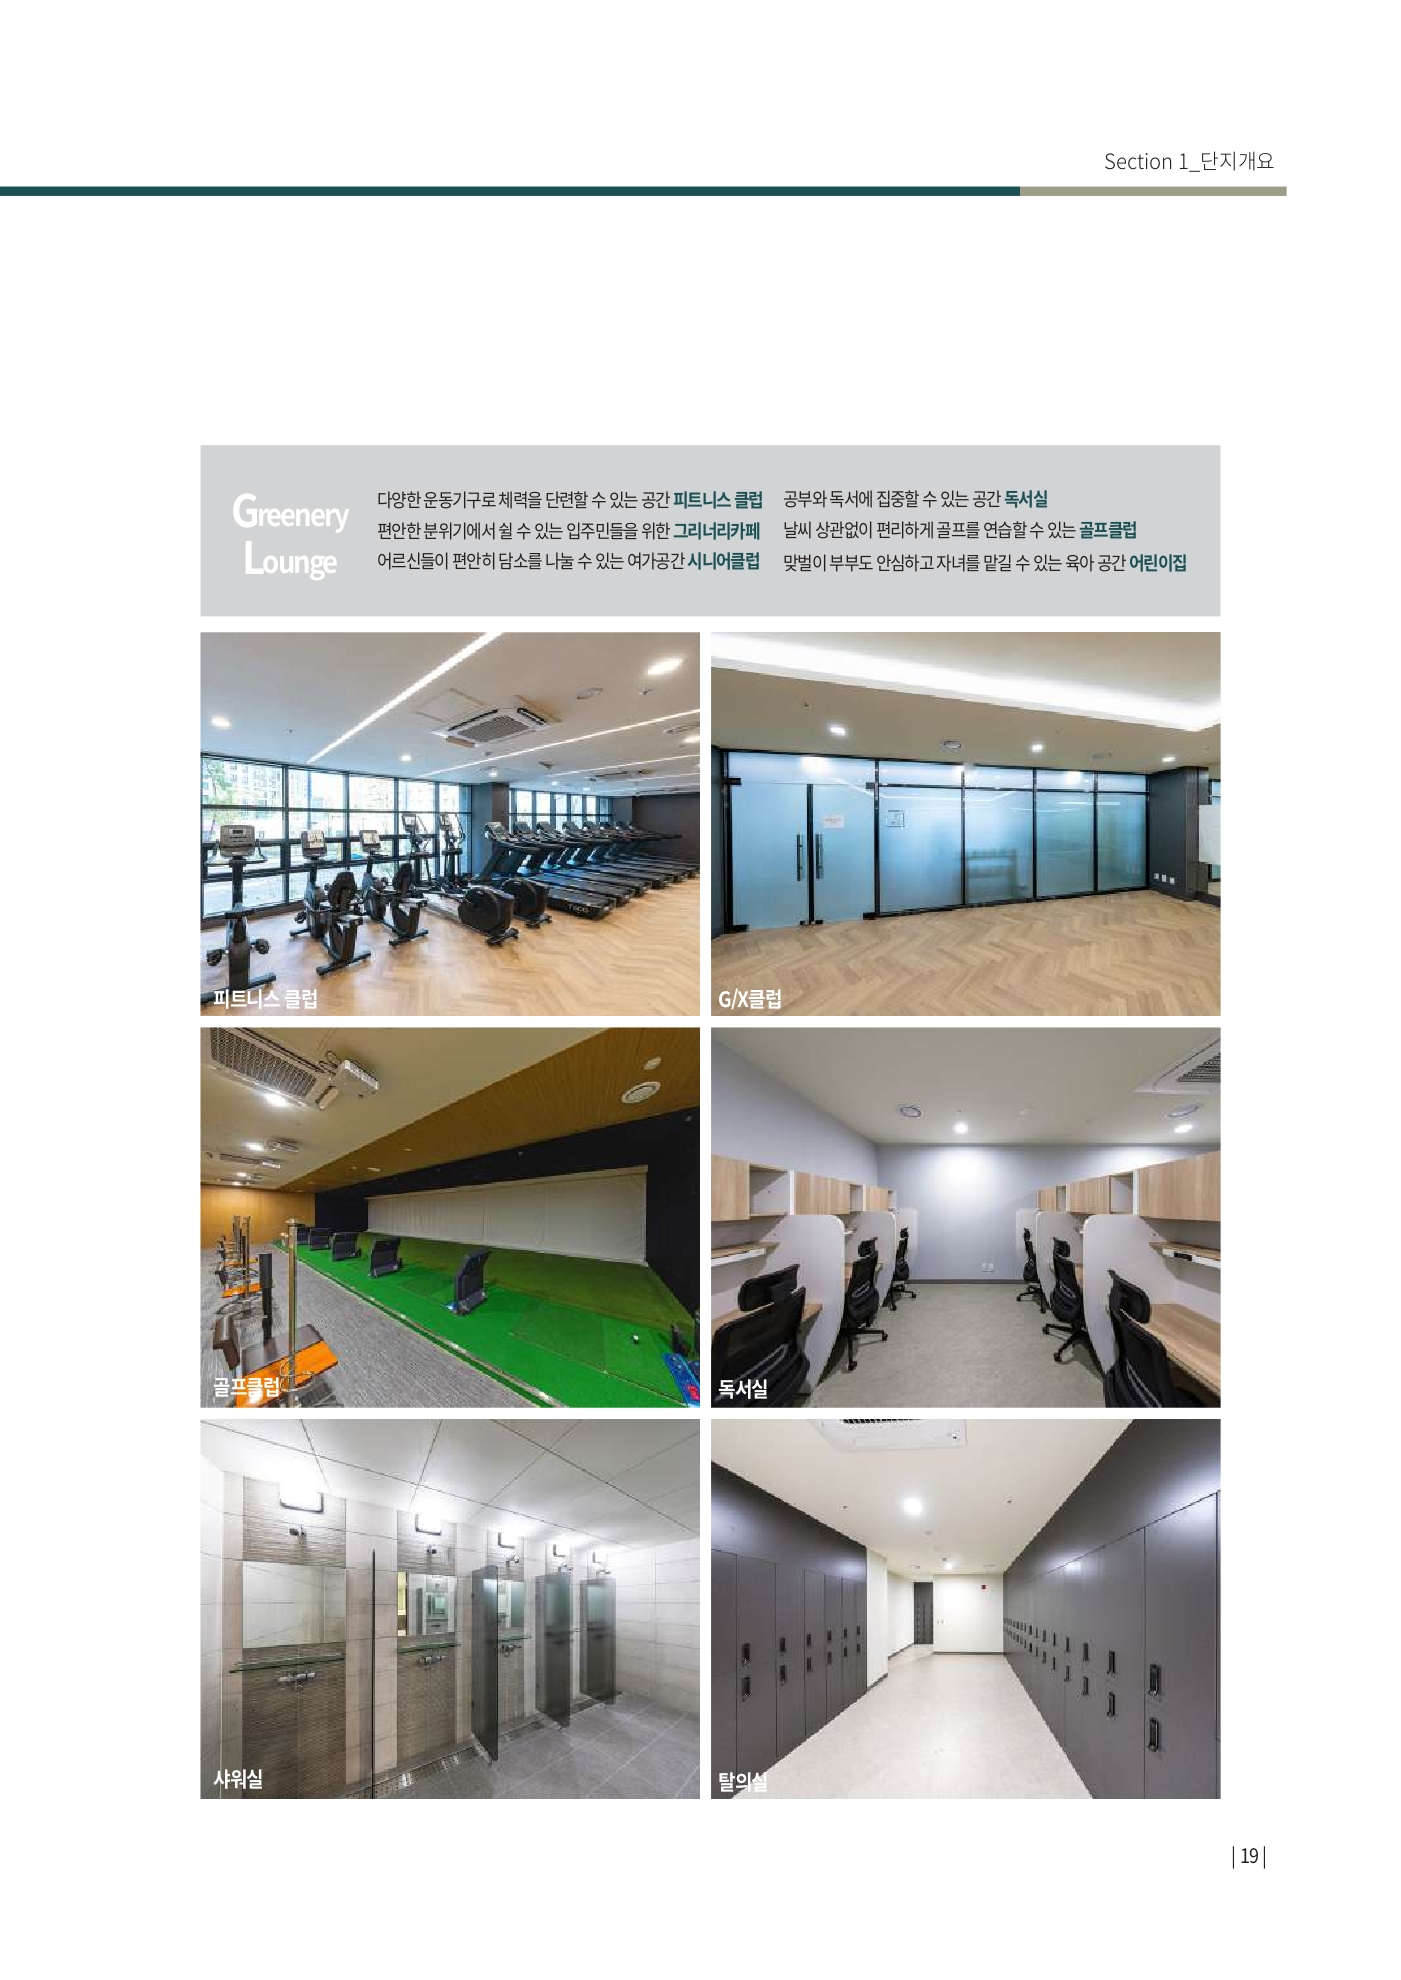 Section 1_단지개요
Greenery
Lounge
다양한 운동기구로 체력을 단련할 수 있는 공간 피트니스 클럽
편안한 분위기에서 쉴 수 있는 입주민들을 위한 그리너리카페
어르신들이 편안히 담소를 나눌 수 있는 여가공간 시니어클럽
공부와 독서에 집중할 수 있는 공간 독서실
날씨 상관없이 편리하게 골프를 연습할 수 있는 골프클럽
맞벌이 부부도 안심하고 자녀를 맡길 수 있는 육아 공간 어린이집
피트니스 클럽
G/X클럽
골프클럽
독서실
샤워실
탈의실
| 19 |